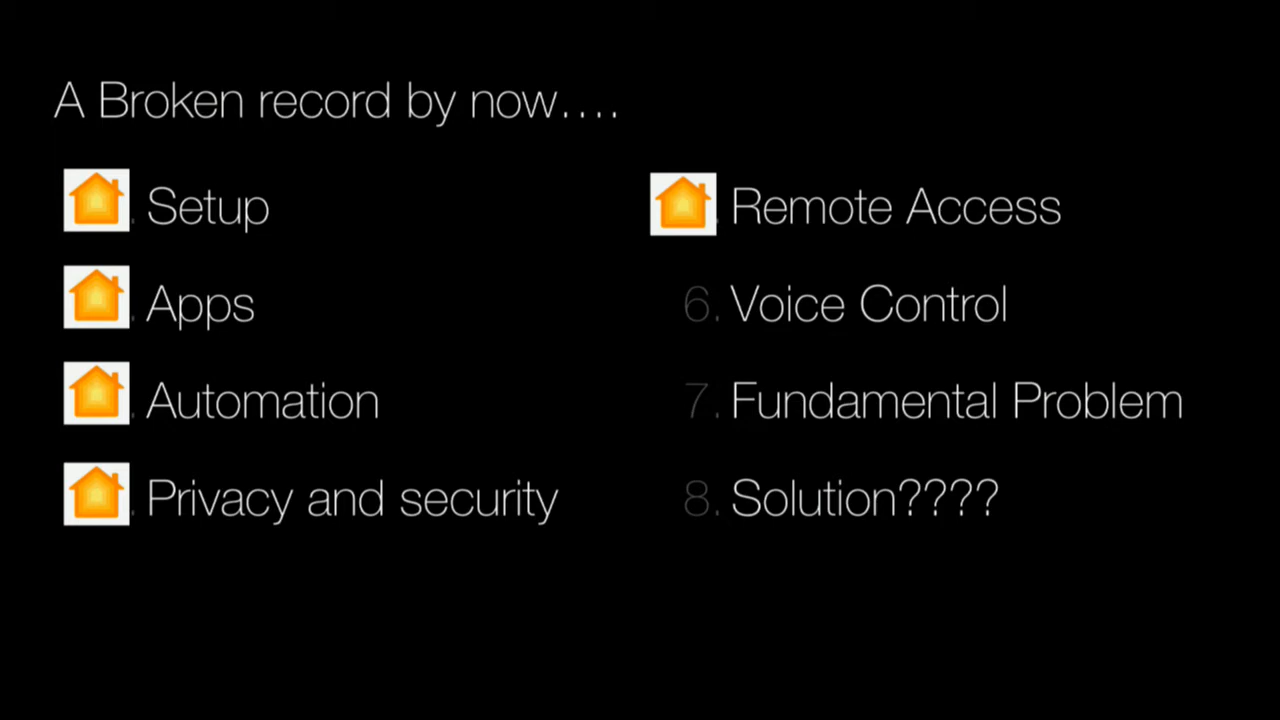 A Broken record by now....
. Setup
. Apps
. Automation
. Privacy and security
. Remote Access
6. Voice Control
7. Fundamental Problem
8. Solution????